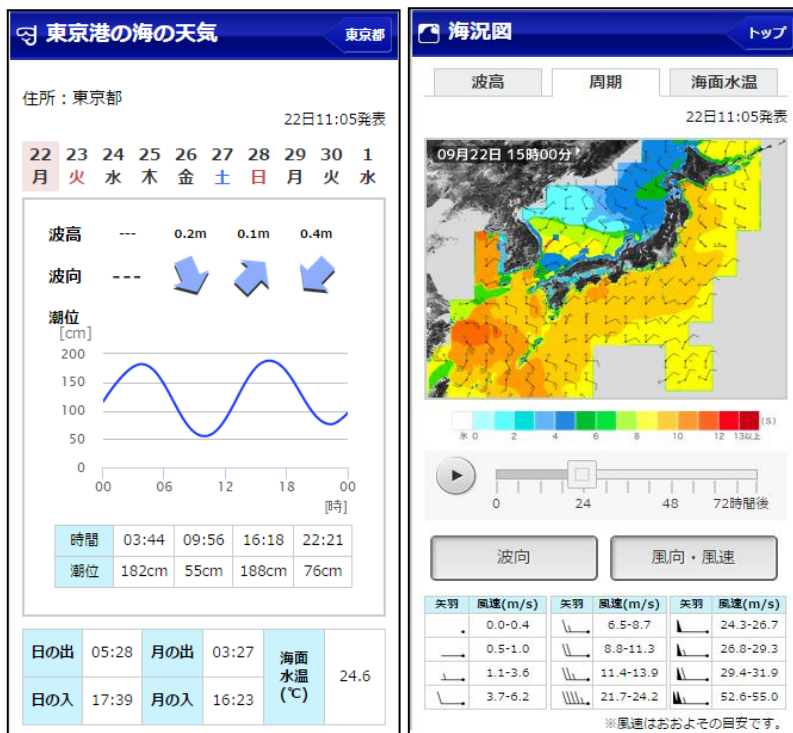 東京港の海の天気
東京都
住所：東京都
22日11:05発表
22 23 24 25 26 27 28 29 30 1
月 火 水 木 金 土 日 月 火 水
波高 --- 0.2m 0.1m 0.4m
波向 ---
潮位
[cm]
200
150
100
50
0
00 06 12 18 00
[時]
時間 03:44 09:56 16:18 22:21
潮位 182cm 55cm 188cm 76cm
日の出 05:28 月の出 03:27 海面水温(℃) 24.6
日の入 17:39 月の入 16:23
海況図
トップ
波高 周期 海面水温
22日11:05発表
09月22日 15時00分
(S)
氷 0 2 4 6 8 10 12 13以上
0 24 48 72時間後
波向 風向・風速
矢羽 風速(m/s) 矢羽 風速(m/s) 矢羽 風速(m/s)
0.0-0.4 6.5-8.7 24.3-26.7
0.5-1.0 8.8-11.3 26.8-29.3
1.1-3.6 11.4-13.9 29.4-31.9
3.7-6.2 21.7-24.2 52.6-55.0
※風速はおおよその目安です。